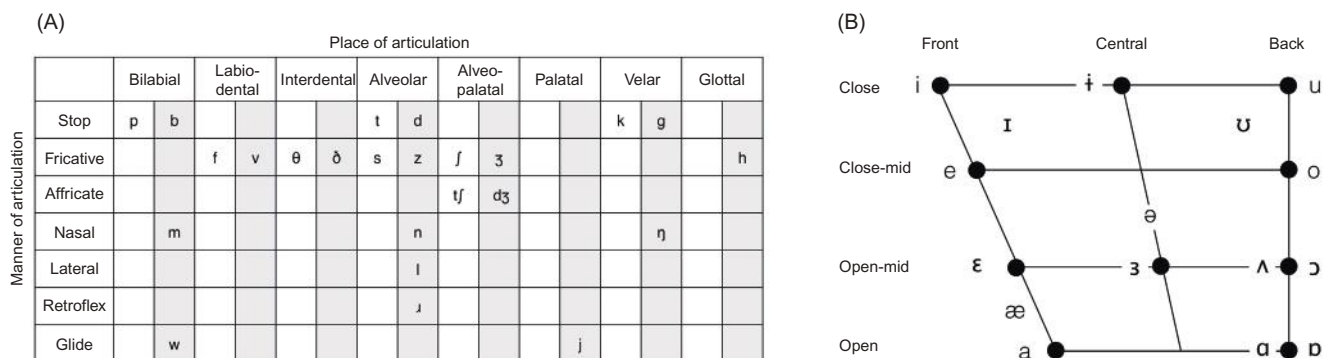 (A)
Place of articulation
Bilabial Labio-dental Interdental Alveolar Alveo-palatal Palatal Velar Glottal
Manner of articulation
Stop p b t d k g
Fricative f v θ ð s z ʃ ʒ h
Affricate tʃ dʒ
Nasal m n ŋ
Lateral l
Retroflex ɹ
Glide w j
(B)
Front Central Back
Close i ɨ u
ɪ ʊ
Close-mid e o
ə
Open-mid ɛ ɜ ʌ ɔ
æ
Open a ɑ ɒ